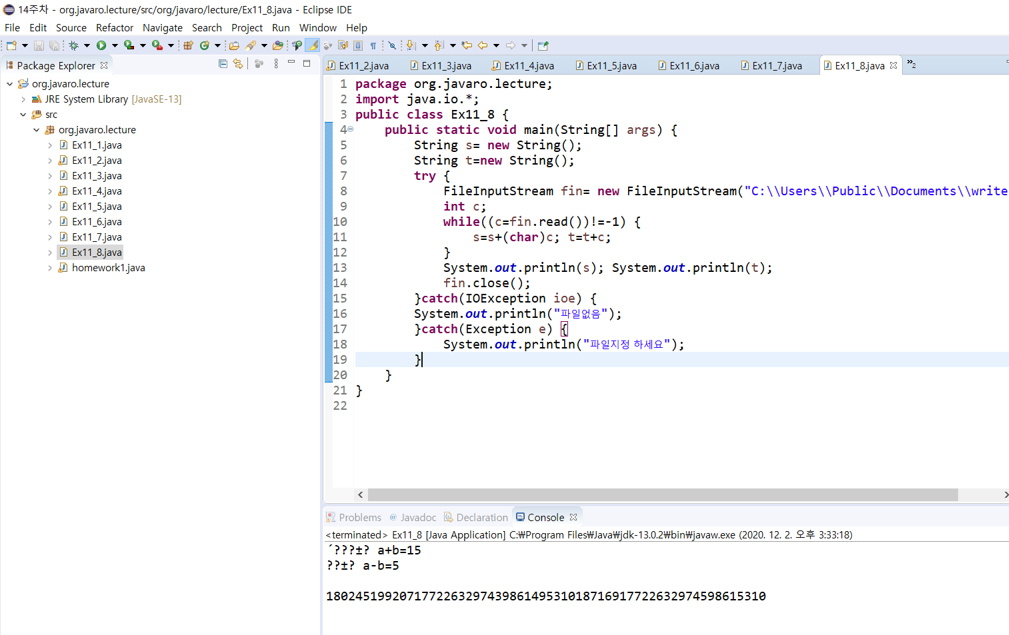 14주차 - org.javaro.lecture/src/org/javaro/lecture/Ex11_8.java - Eclipse IDE
File Edit Source Refactor Navigate Search Project Run Window Help
Package Explorer
org.javaro.lecture
JRE System Library [JavaSE-13]
src
org.javaro.lecture
Ex11_1.java
Ex11_2.java
Ex11_3.java
Ex11_4.java
Ex11_5.java
Ex11_6.java
Ex11_7.java
Ex11_8.java
homework1.java
Ex11_2.java Ex11_3.java Ex11_4.java Ex11_5.java Ex11_6.java Ex11_7.java Ex11_8.java »2
1 package org.javaro.lecture;
2 import java.io.*;
3 public class Ex11_8 {
4 public static void main(String[] args) {
5 String s= new String();
6 String t=new String();
7 try {
8 FileInputStream fin= new FileInputStream("C:\\Users\\Public\\Documents\\write
9 int c;
10 while((c=fin.read())!=-1) {
11 s=s+(char)c; t=t+c;
12 }
13 System.out.println(s); System.out.println(t);
14 fin.close();
15 }catch(IOException ioe) {
16 System.out.println("파일없음");
17 }catch(Exception e) {
18 System.out.println("파일지정 하세요");
19 }
20 }
21 }
22
Problems Javadoc Declaration Console
<terminated> Ex11_8 [Java Application] C:₩Program Files₩Java₩jdk-13.0.2₩bin₩javaw.exe (2020. 12. 2. 오후 3:33:18)
´???±? a+b=15
??±? a-b=5
180245199207177226329743986149531018716917722632974598615310